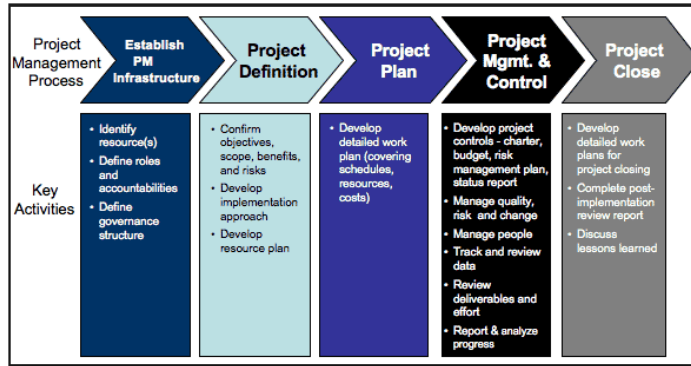 Project
Management
Process
Establish
PM
Infrastructure
Project
Definition
Project
Plan
Project
Mgmt. &
Control
Project
Close
Key
Activities
• Identify
resource(s)
• Define roles
and
accountabilities
• Define
governance
structure
• Confirm
objectives,
scope, benefits,
and risks
• Develop
implementation
approach
• Develop
resource plan
• Develop
detailed work
plan (covering
schedules,
resources,
costs)
• Develop project
controls - charter,
budget, risk
management plan,
status report
• Manage quality,
risk and change
• Manage people
• Track and review
data
• Review
deliverables and
effort
• Report & analyze
progress
• Develop
detailed work
plans for
project closing
• Complete post-
implementation
review report
• Discuss
lessons learned